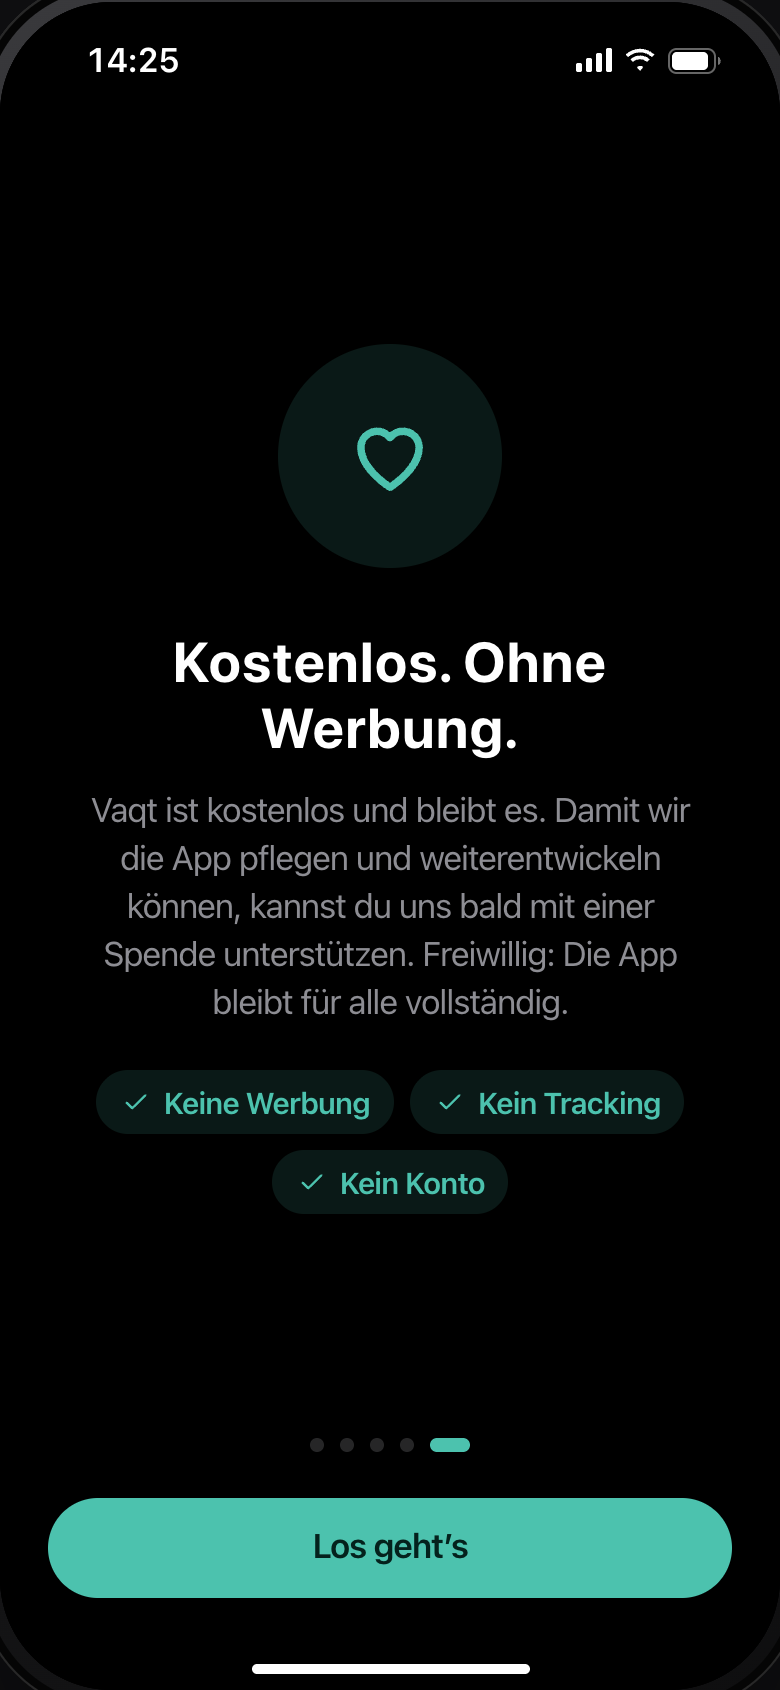 14:25
Kostenlos. Ohne
Werbung.
Vaqt ist kostenlos und bleibt es. Damit wir
die App pflegen und weiterentwickeln
können, kannst du uns bald mit einer
Spende unterstützen. Freiwillig: Die App
bleibt für alle vollständig.
Keine Werbung
Kein Tracking
Kein Konto
Los geht’s